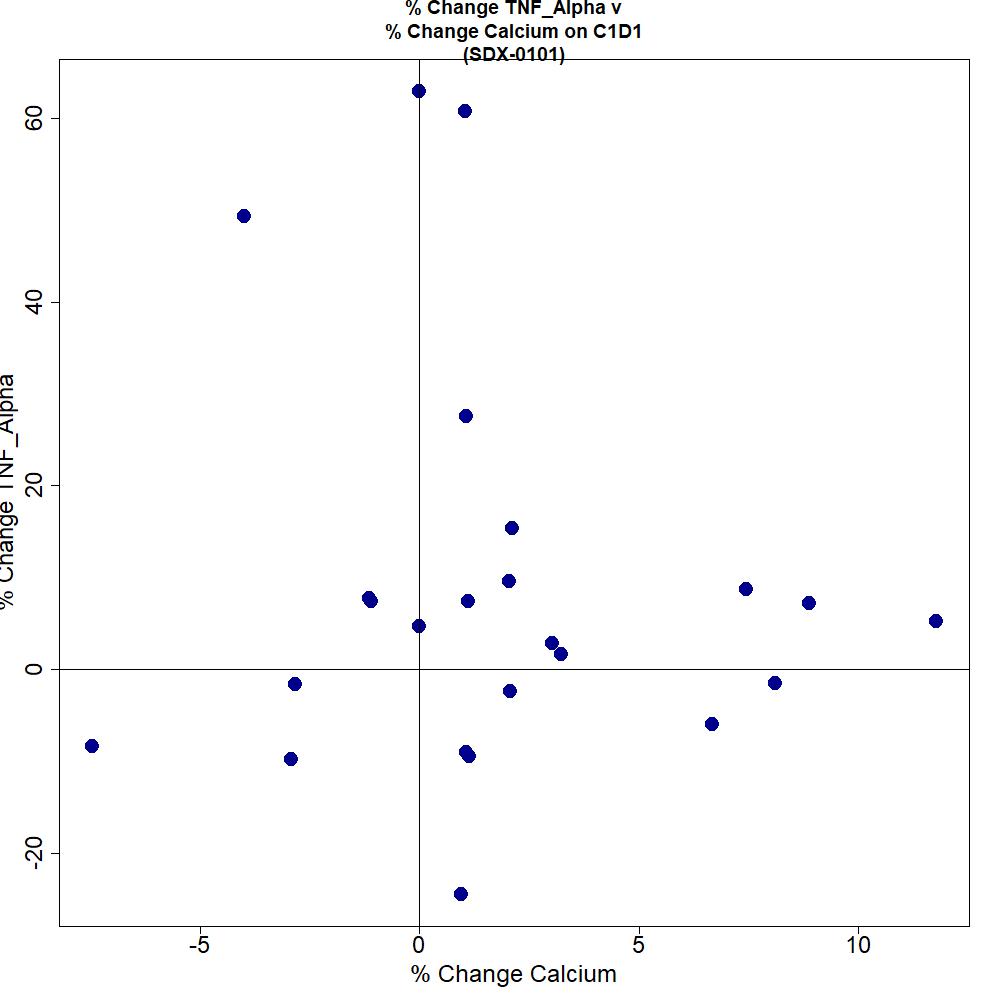 % Change TNF_Alpha v
% Change Calcium on C1D1
(SDX-0101)
% Change TNF_Alpha
60
40
20
0
-20
-5
0
5
10
% Change Calcium